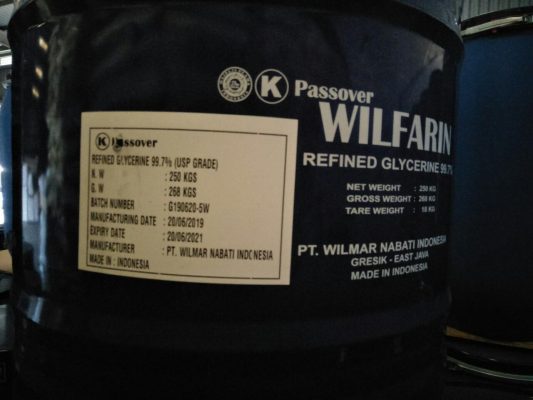 K Passover
WILFARIN
REFINED GLYCERINE 99.7%
NET WEIGHT : 250 KG
GROSS WEIGHT : 268 KG
TARE WEIGHT : 18 KG
PT. WILMAR NABATI INDONESIA
GRESIK - EAST JAVA
MADE IN INDONESIA
K Passover
REFINED GLYCERINE 99.7% (USP GRADE)
N. W : 250 KGS
G. W : 268 KGS
BATCH NUMBER : G190620-5W
MANUFACTURING DATE : 20/06/2019
EXPIRY DATE : 20/06/2021
MANUFACTURER : PT. WILMAR NABATI INDONESIA
MADE IN : INDONESIA